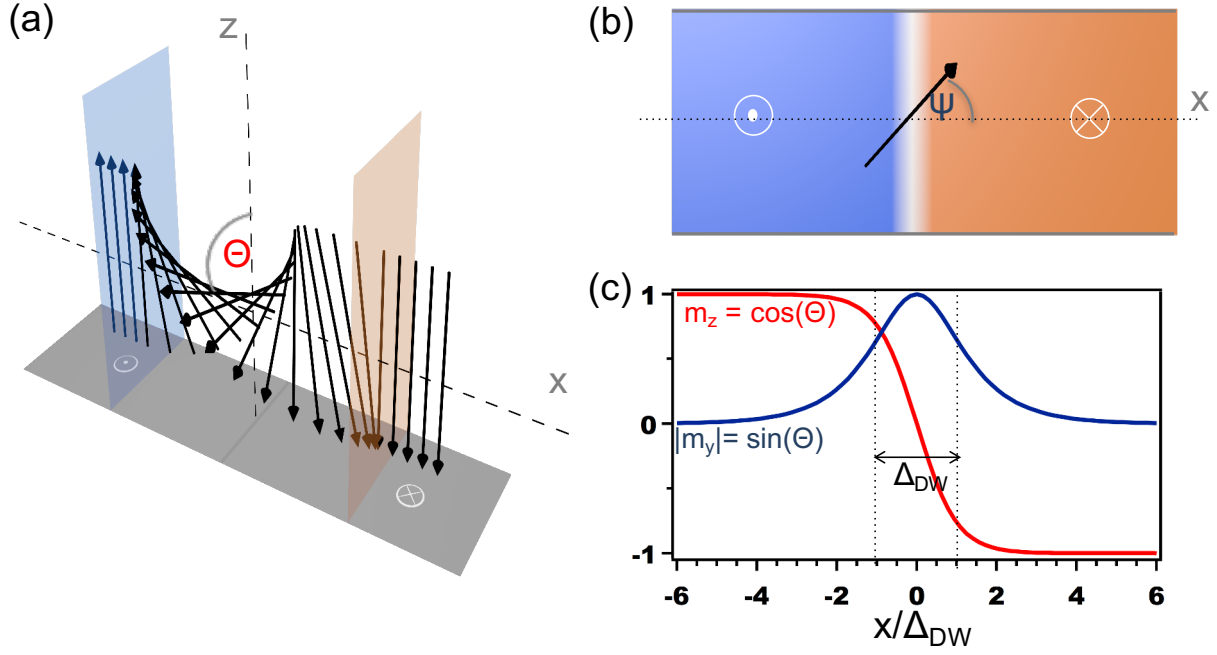 (a)
z
Θ
x
(b)
Ψ
x
(c)
1
0
-1
m_z = cos(Θ)
|m_y|= sin(Θ)
Δ_DW
-6 -4 -2 0 2 4 6
x/Δ_DW